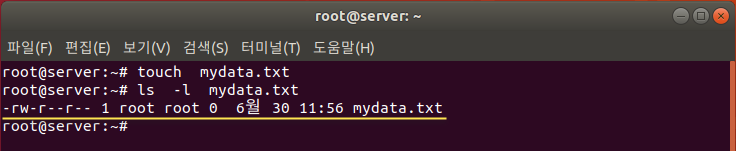 root@server: ~
파일(F) 편집(E) 보기(V) 검색(S) 터미널(T) 도움말(H)
root@server:~# touch  mydata.txt
root@server:~# ls  -l  mydata.txt
-rw-r--r-- 1 root root 0  6월 30 11:56 mydata.txt
root@server:~#